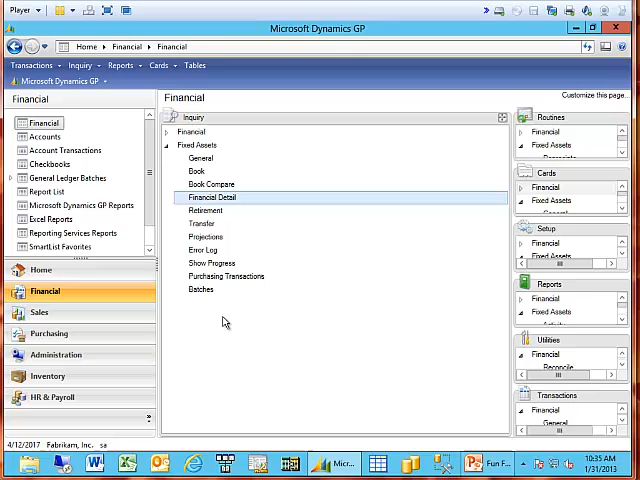 Player
Microsoft Dynamics GP
Home Financial Financial
Transactions Inquiry Reports Cards Tables
Microsoft Dynamics GP
Financial
Financial
Accounts
Account Transactions
Checkbooks
General Ledger Batches
Report List
Microsoft Dynamics GP Reports
Excel Reports
Reporting Services Reports
SmartList Favorites
Home
Financial
Sales
Purchasing
Administration
Inventory
HR & Payroll
Financial
Customize this page...
Inquiry
Financial
Fixed Assets
General
Book
Book Compare
Financial Detail
Retirement
Transfer
Projections
Error Log
Show Progress
Purchasing Transactions
Batches
Routines
Financial
Fixed Assets
Cards
Financial
Fixed Assets
General
Setup
Financial
Fixed Assets
Reports
Financial
Fixed Assets
Activity
Utilities
Financial
Reconcile
Transactions
Financial
General
4/12/2017 Fabrikam, Inc. sa
Micr...
Fun F...
10:35 AM
1/31/2013